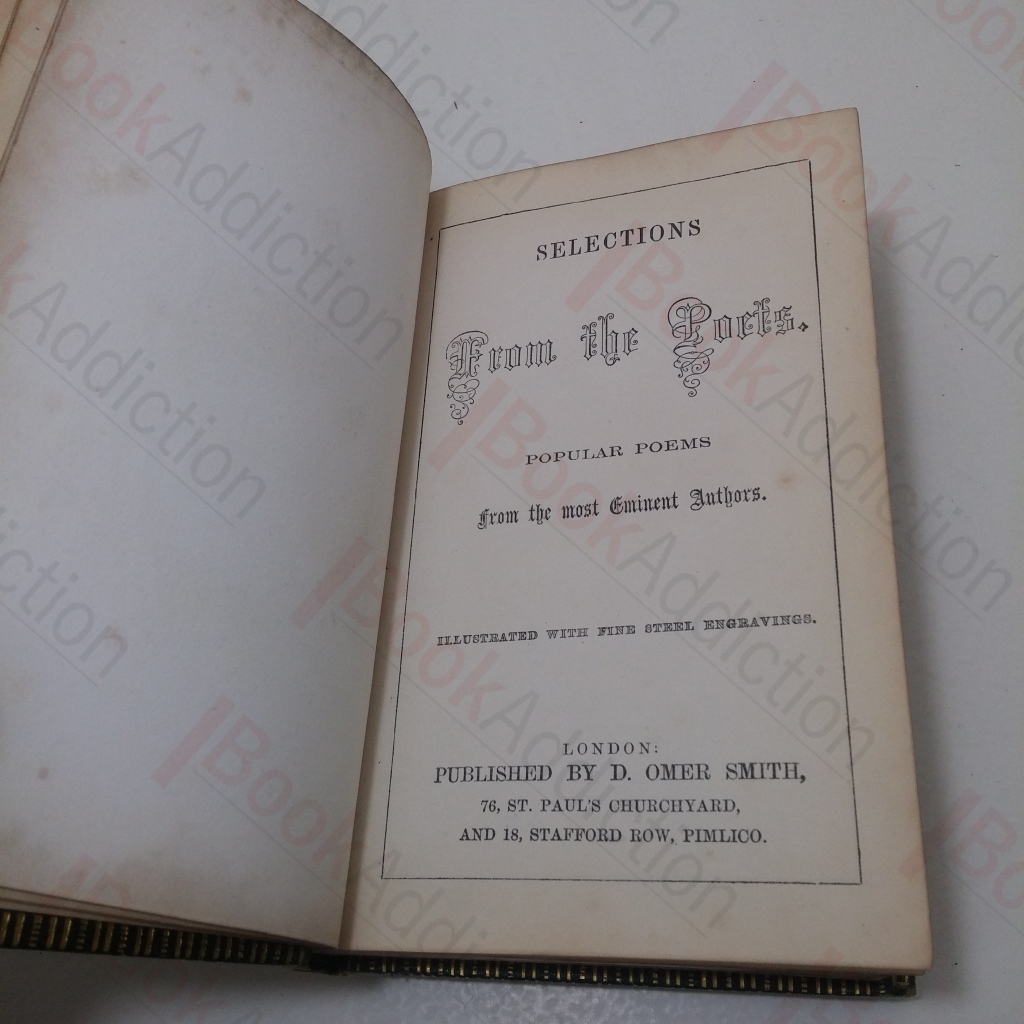 SELECTIONS
From the Poets.
POPULAR POEMS
From the most Eminent Authors.
ILLUSTRATED WITH FINE STEEL ENGRAVINGS.
LONDON:
PUBLISHED BY D. OMER SMITH,
76, ST. PAUL'S CHURCHYARD,
AND 18, STAFFORD ROW, PIMLICO.
BookAddiction